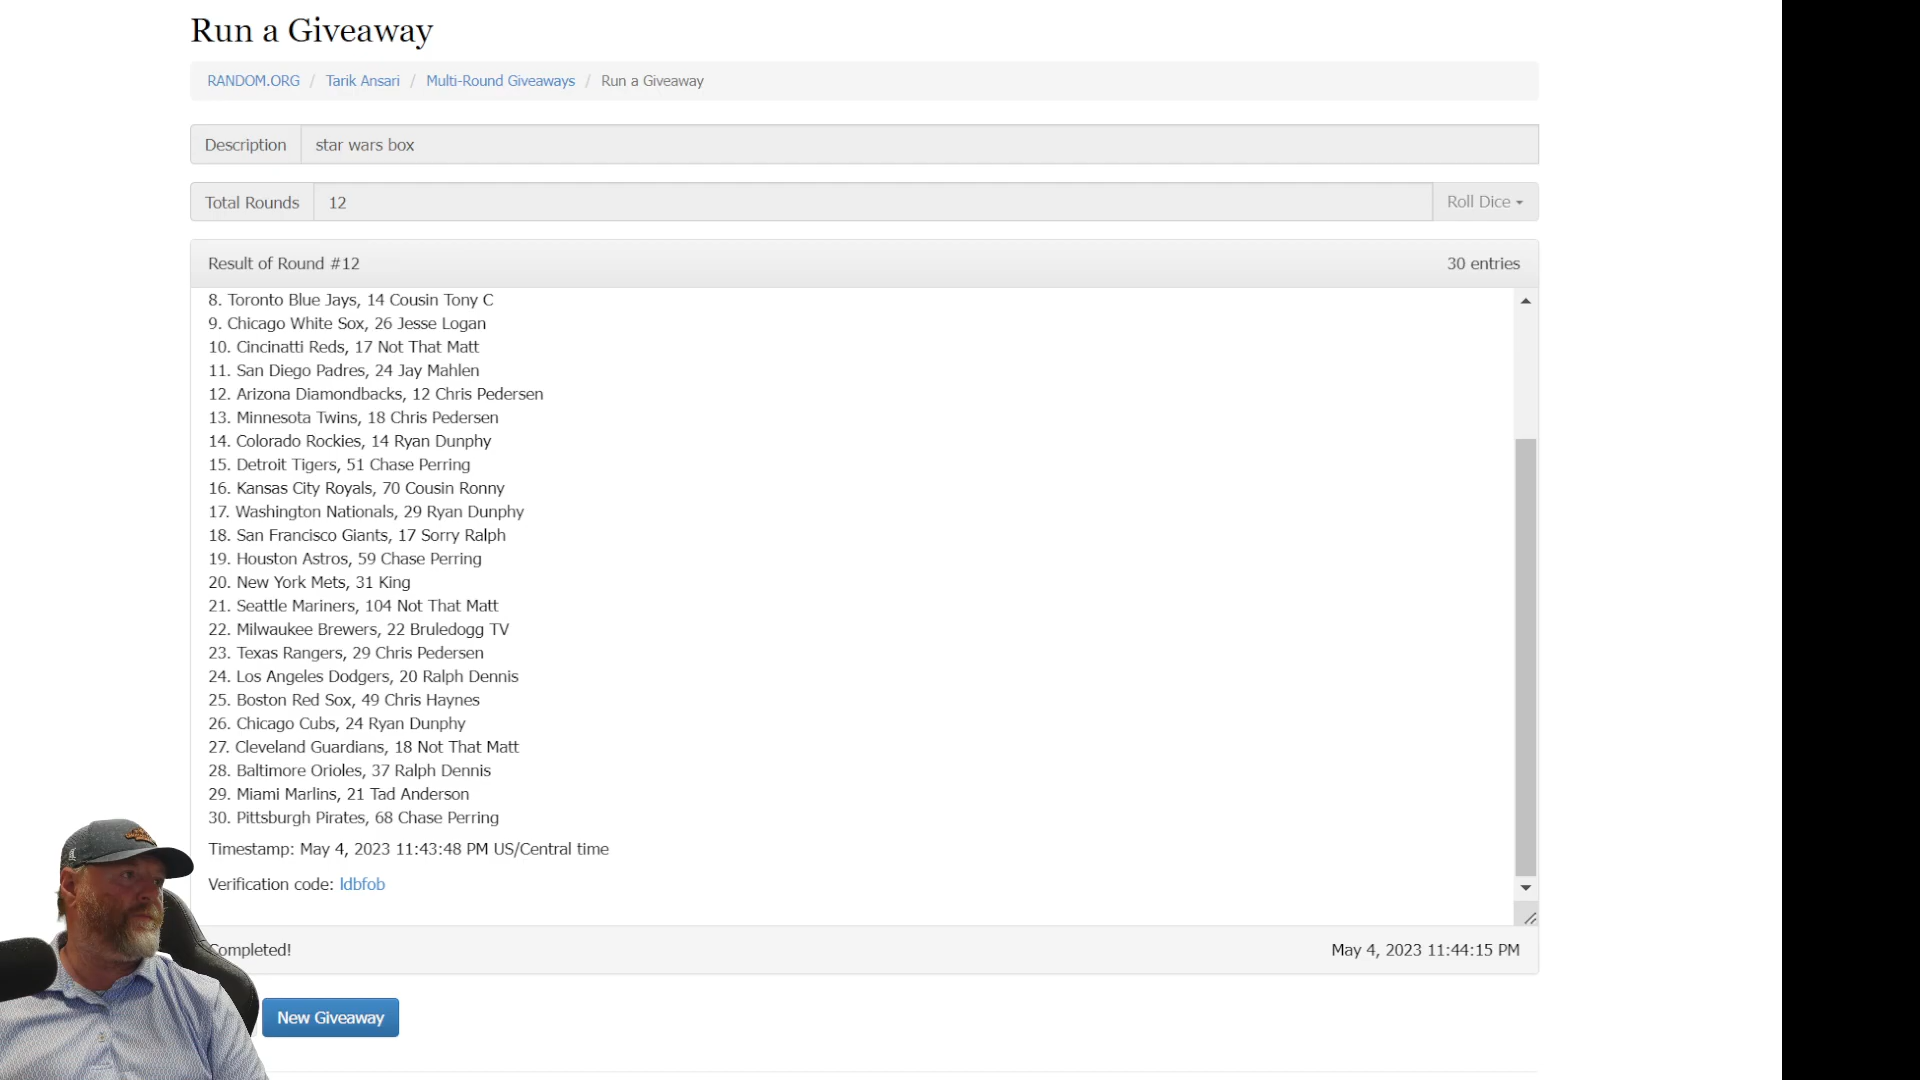 Run a Giveaway
RANDOM.ORG / Tarik Ansari / Multi-Round Giveaways / Run a Giveaway
Description star wars box
Total Rounds 12 Roll Dice
Result of Round #12 30 entries
8. Toronto Blue Jays, 14 Cousin Tony C
9. Chicago White Sox, 26 Jesse Logan
10. Cincinatti Reds, 17 Not That Matt
11. San Diego Padres, 24 Jay Mahlen
12. Arizona Diamondbacks, 12 Chris Pedersen
13. Minnesota Twins, 18 Chris Pedersen
14. Colorado Rockies, 14 Ryan Dunphy
15. Detroit Tigers, 51 Chase Perring
16. Kansas City Royals, 70 Cousin Ronny
17. Washington Nationals, 29 Ryan Dunphy
18. San Francisco Giants, 17 Sorry Ralph
19. Houston Astros, 59 Chase Perring
20. New York Mets, 31 King
21. Seattle Mariners, 104 Not That Matt
22. Milwaukee Brewers, 22 Bruledogg TV
23. Texas Rangers, 29 Chris Pedersen
24. Los Angeles Dodgers, 20 Ralph Dennis
25. Boston Red Sox, 49 Chris Haynes
26. Chicago Cubs, 24 Ryan Dunphy
27. Cleveland Guardians, 18 Not That Matt
28. Baltimore Orioles, 37 Ralph Dennis
29. Miami Marlins, 21 Tad Anderson
30. Pittsburgh Pirates, 68 Chase Perring
Timestamp: May 4, 2023 11:43:48 PM US/Central time
Verification code: ldbfob
Completed! May 4, 2023 11:44:15 PM
New Giveaway